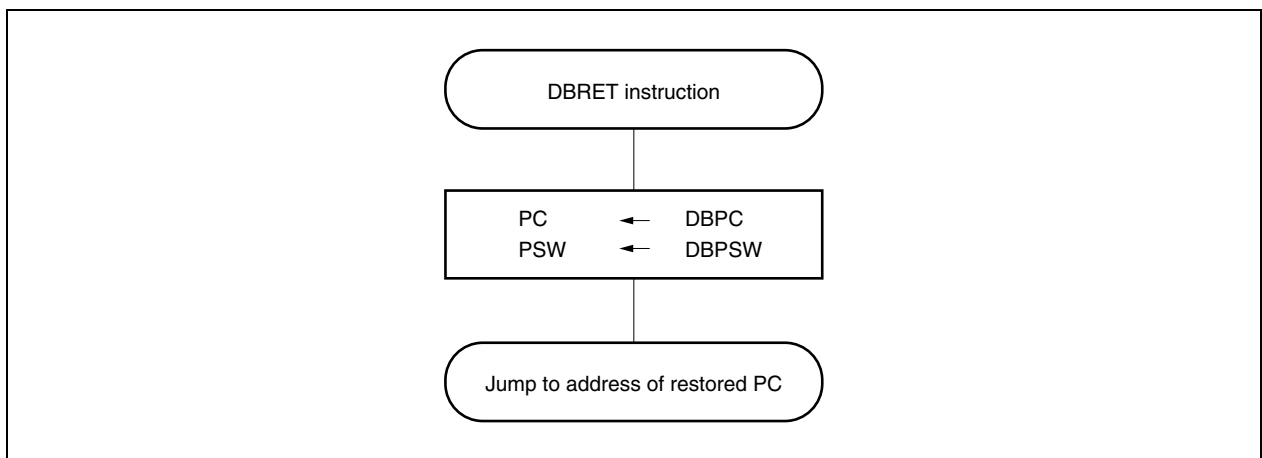 DBRET instruction
PC ← DBPC
PSW ← DBPSW
Jump to address of restored PC